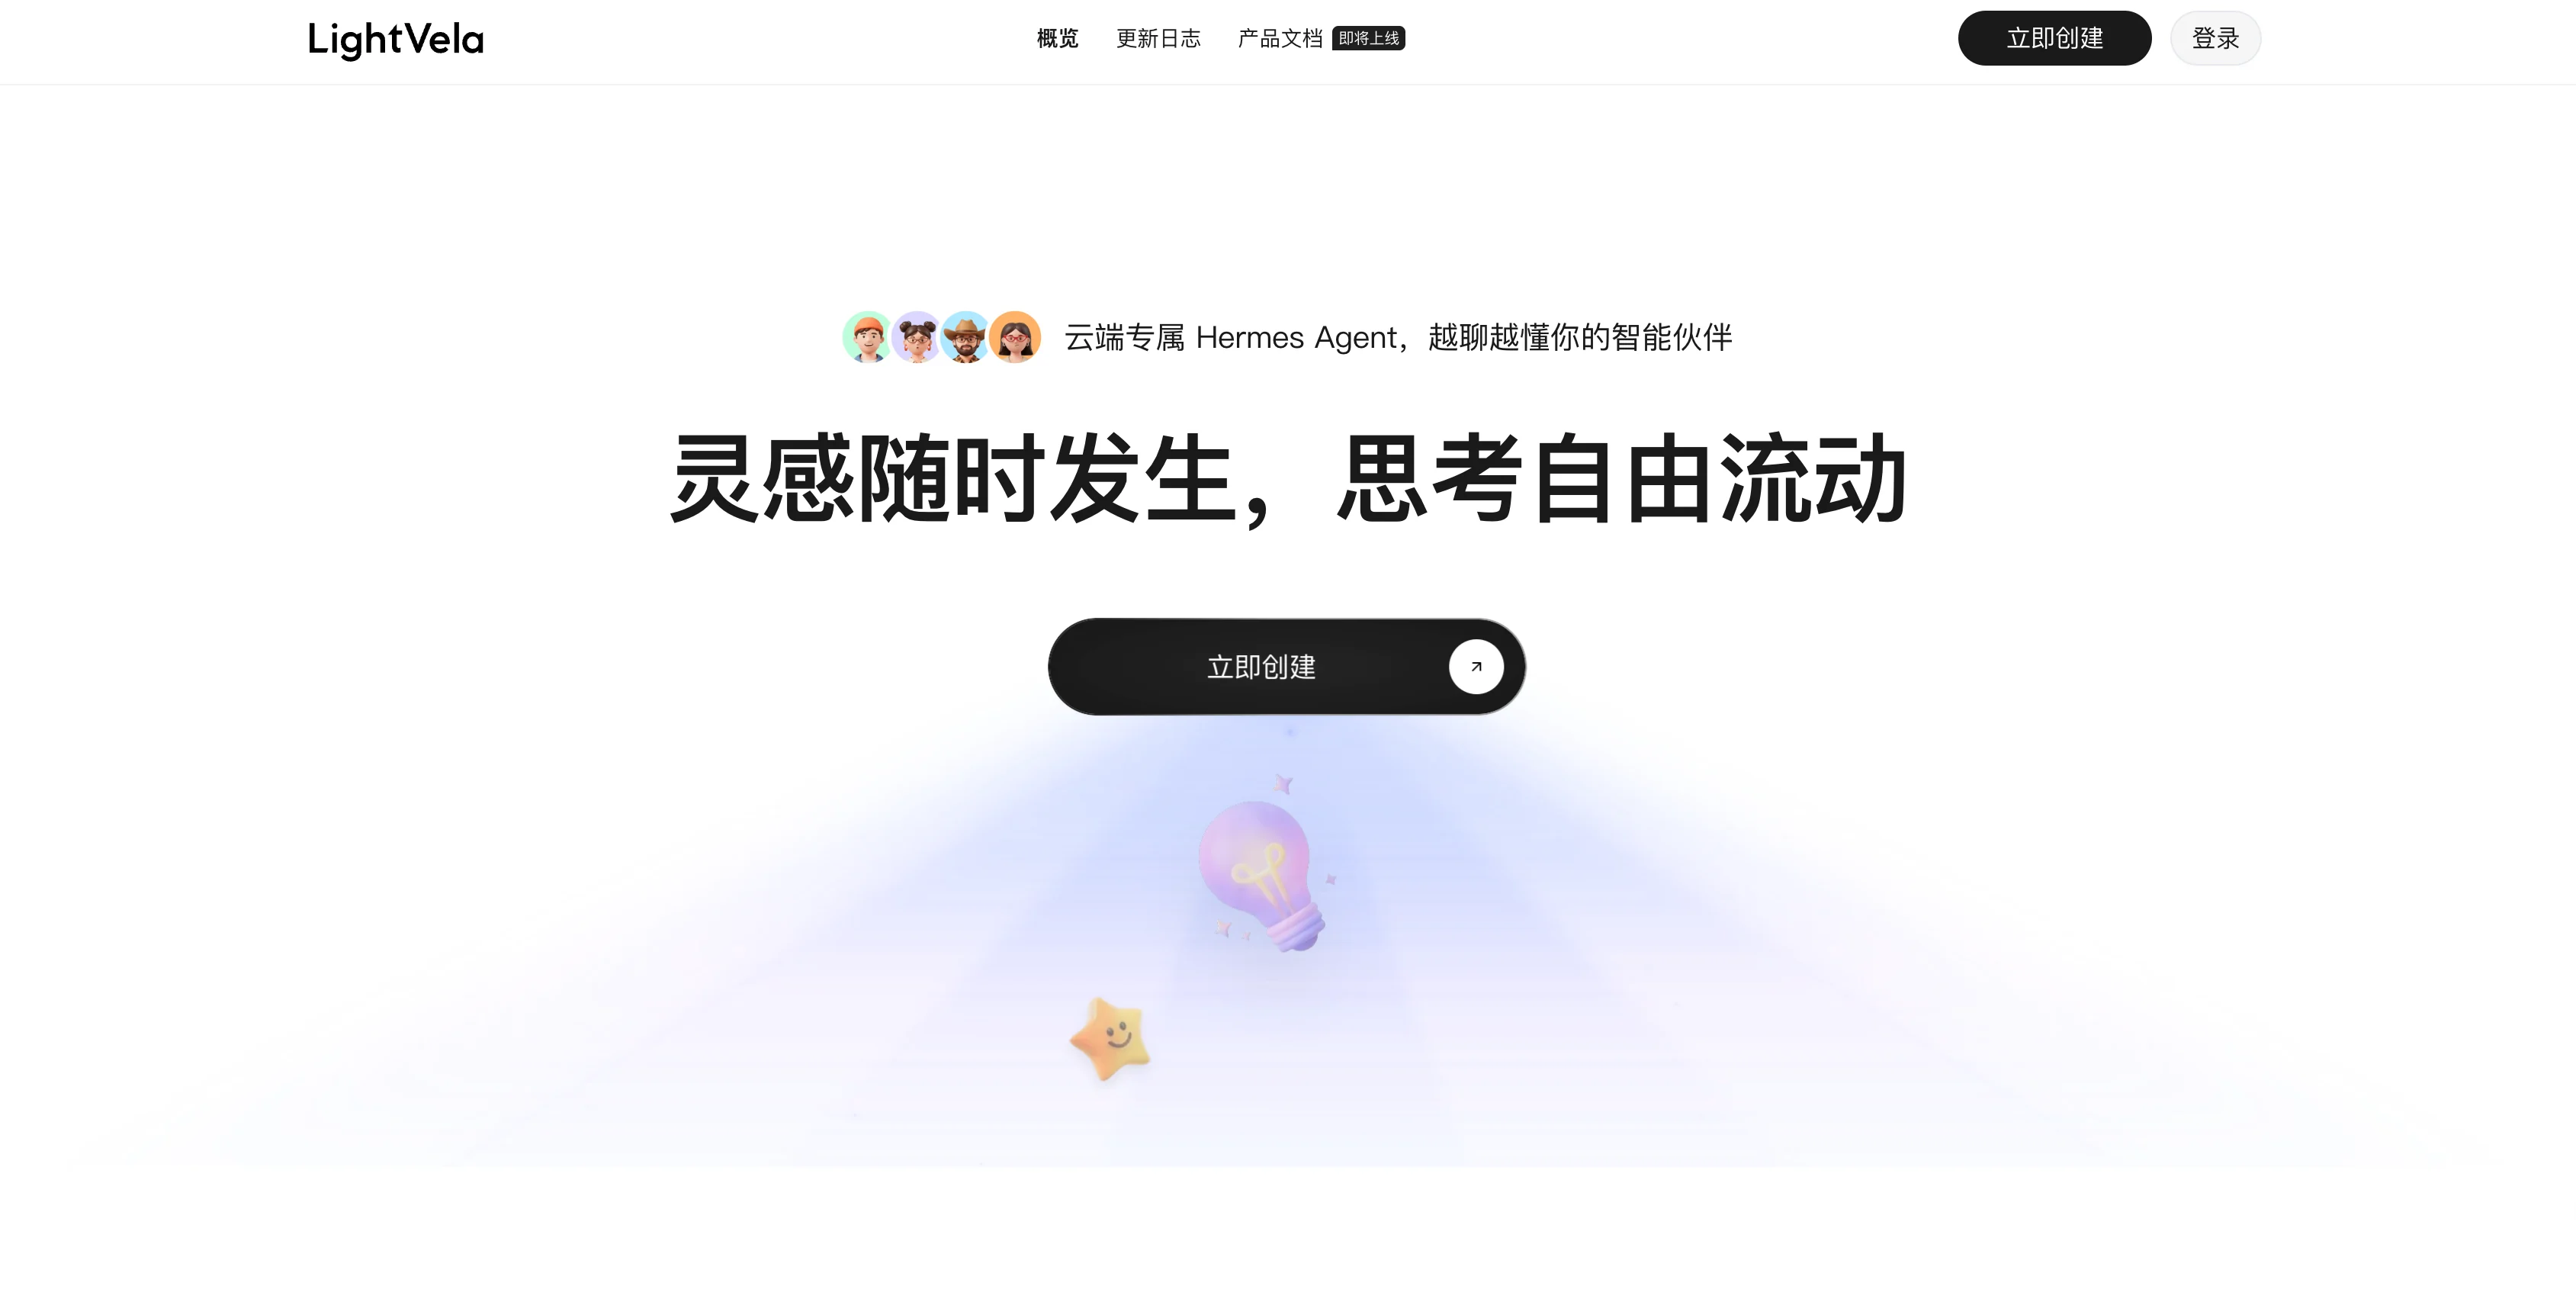 LightVela
概览 更新日志 产品文档 即将上线
立即创建 登录
云端专属 Hermes Agent，越聊越懂你的智能伙伴
灵感随时发生，思考自由流动
立即创建